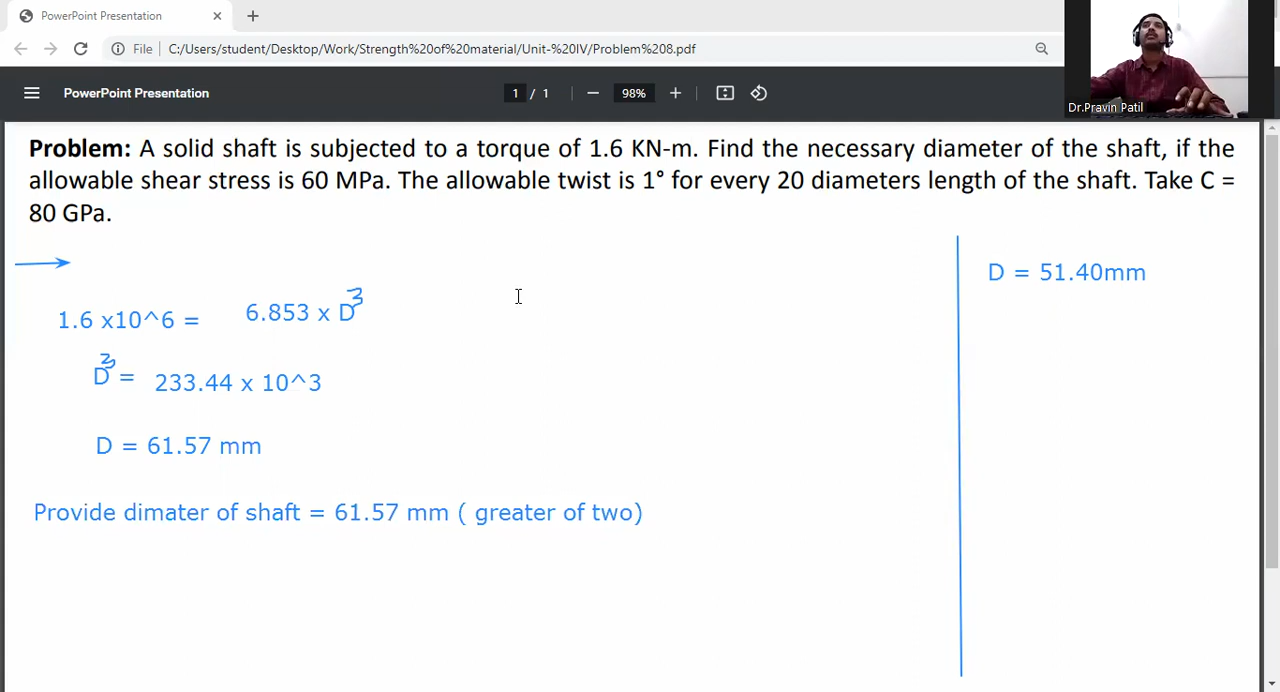 PowerPoint Presentation
File
C:/Users/student/Desktop/Work/Strength%20of%20material/Unit-%20IV/Problem%208.pdf
Dr.Pravin Patil
PowerPoint Presentation
1 / 1
98%
Problem: A solid shaft is subjected to a torque of 1.6 KN-m. Find the necessary diameter of the shaft, if the
allowable shear stress is 60 MPa. The allowable twist is 1° for every 20 diameters length of the shaft. Take C =
80 GPa.
D = 51.40mm
1.6 x10^6 = 6.853 x D³
D³ = 233.44 x 10^3
D = 61.57 mm
Provide dimater of shaft = 61.57 mm ( greater of two)